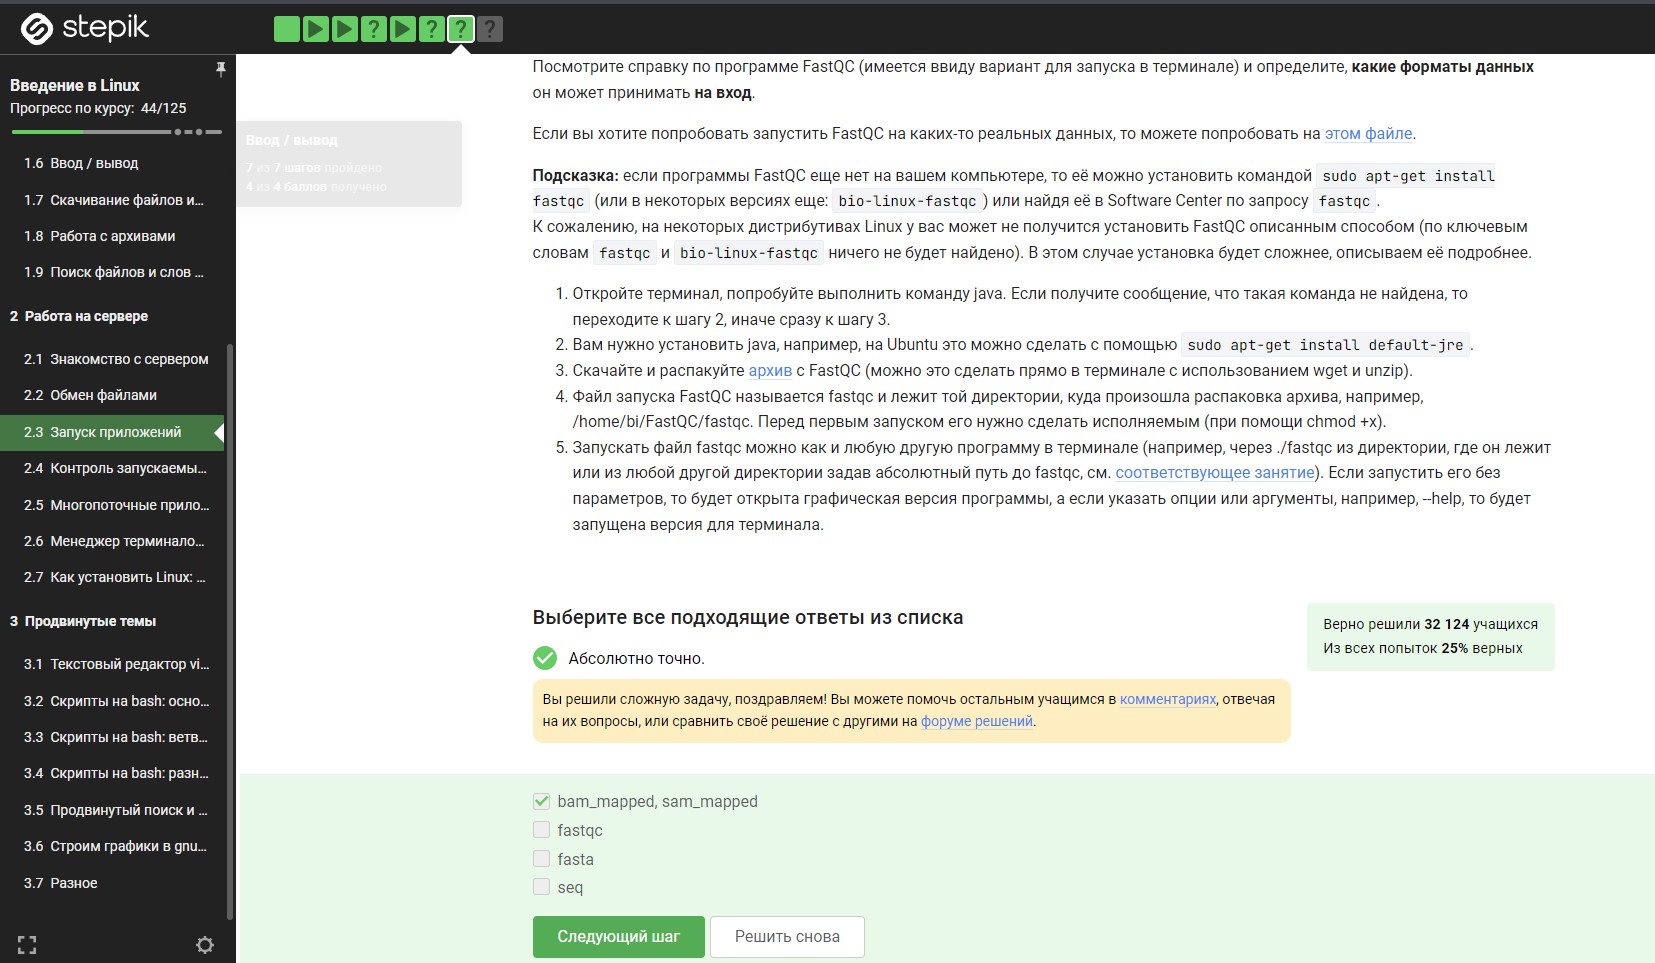 stepik
Введение в Linux
Прогресс по курсу: 44/125
1.6 Ввод / вывод
1.7 Скачивание файлов и...
1.8 Работа с архивами
1.9 Поиск файлов и слов ...
2 Работа на сервере
2.1 Знакомство с сервером
2.2 Обмен файлами
2.3 Запуск приложений
2.4 Контроль запускаемы...
2.5 Многопоточные прило...
2.6 Менеджер терминало...
2.7 Как установить Linux: ...
3 Продвинутые темы
3.1 Текстовый редактор vi...
3.2 Скрипты на bash: осно...
3.3 Скрипты на bash: ветв...
3.4 Скрипты на bash: разн...
3.5 Продвинутый поиск и ...
3.6 Строим графики в gnu...
3.7 Разное
Ввод / вывод
7 из 7 шагов пройдено
4 из 4 баллов получено
Посмотрите справку по программе FastQC (имеется ввиду вариант для запуска в терминале) и определите, какие форматы данных
он может принимать на вход.
Если вы хотите попробовать запустить FastQC на каких-то реальных данных, то можете попробовать на этом файле.
Подсказка: если программы FastQC еще нет на вашем компьютере, то её можно установить командой sudo apt-get install
fastqc (или в некоторых версиях еще: bio-linux-fastqc) или найдя её в Software Center по запросу fastqc.
К сожалению, на некоторых дистрибутивах Linux у вас может не получится установить FastQC описанным способом (по ключевым
словам fastqc и bio-linux-fastqc ничего не будет найдено). В этом случае установка будет сложнее, описываем её подробнее.
1. Откройте терминал, попробуйте выполнить команду java. Если получите сообщение, что такая команда не найдена, то
переходите к шагу 2, иначе сразу к шагу 3.
2. Вам нужно установить java, например, на Ubuntu это можно сделать с помощью sudo apt-get install default-jre.
3. Скачайте и распакуйте архив с FastQC (можно это сделать прямо в терминале с использованием wget и unzip).
4. Файл запуска FastQC называется fastqc и лежит той директории, куда произошла распаковка архива, например,
/home/bi/FastQC/fastqc. Перед первым запуском его нужно сделать исполняемым (при помощи chmod +x).
5. Запускать файл fastqc можно как и любую другую программу в терминале (например, через ./fastqc из директории, где он лежит
или из любой другой директории задав абсолютный путь до fastqc, см. соответствующее занятие). Если запустить его без
параметров, то будет открыта графическая версия программы, а если указать опции или аргументы, например, --help, то будет
запущена версия для терминала.
Выберите все подходящие ответы из списка
Верно решили 32 124 учащихся
Из всех попыток 25% верных
Абсолютно точно.
Вы решили сложную задачу, поздравляем! Вы можете помочь остальным учащимся в комментариях, отвечая
на их вопросы, или сравнить своё решение с другими на форуме решений.
bam_mapped, sam_mapped
fastqc
fasta
seq
Следующий шаг
Решить снова